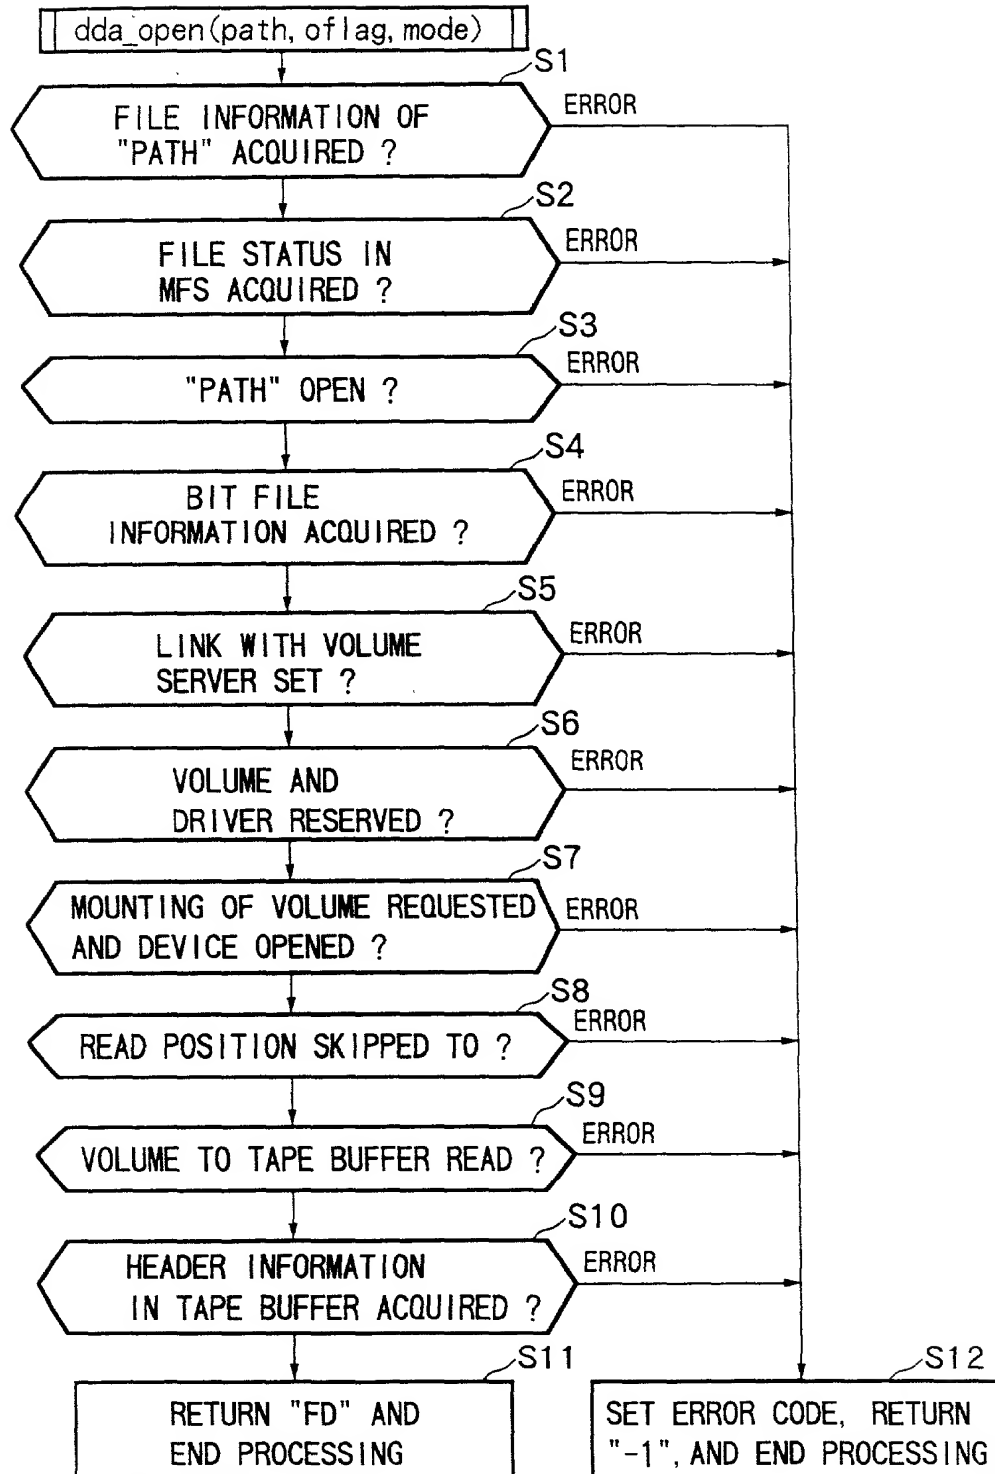 dda_open(path, oflag, mode)
S1
FILE INFORMATION OF
"PATH" ACQUIRED ?
ERROR
S2
FILE STATUS IN
MFS ACQUIRED ?
ERROR
S3
"PATH" OPEN ?
ERROR
S4
BIT FILE
INFORMATION ACQUIRED ?
ERROR
S5
LINK WITH VOLUME
SERVER SET ?
ERROR
S6
VOLUME AND
DRIVER RESERVED ?
ERROR
S7
MOUNTING OF VOLUME REQUESTED
AND DEVICE OPENED ?
ERROR
S8
READ POSITION SKIPPED TO ?
ERROR
S9
VOLUME TO TAPE BUFFER READ ?
ERROR
S10
HEADER INFORMATION
IN TAPE BUFFER ACQUIRED ?
ERROR
S11
RETURN "FD" AND
END PROCESSING
S12
SET ERROR CODE, RETURN
"-1", AND END PROCESSING